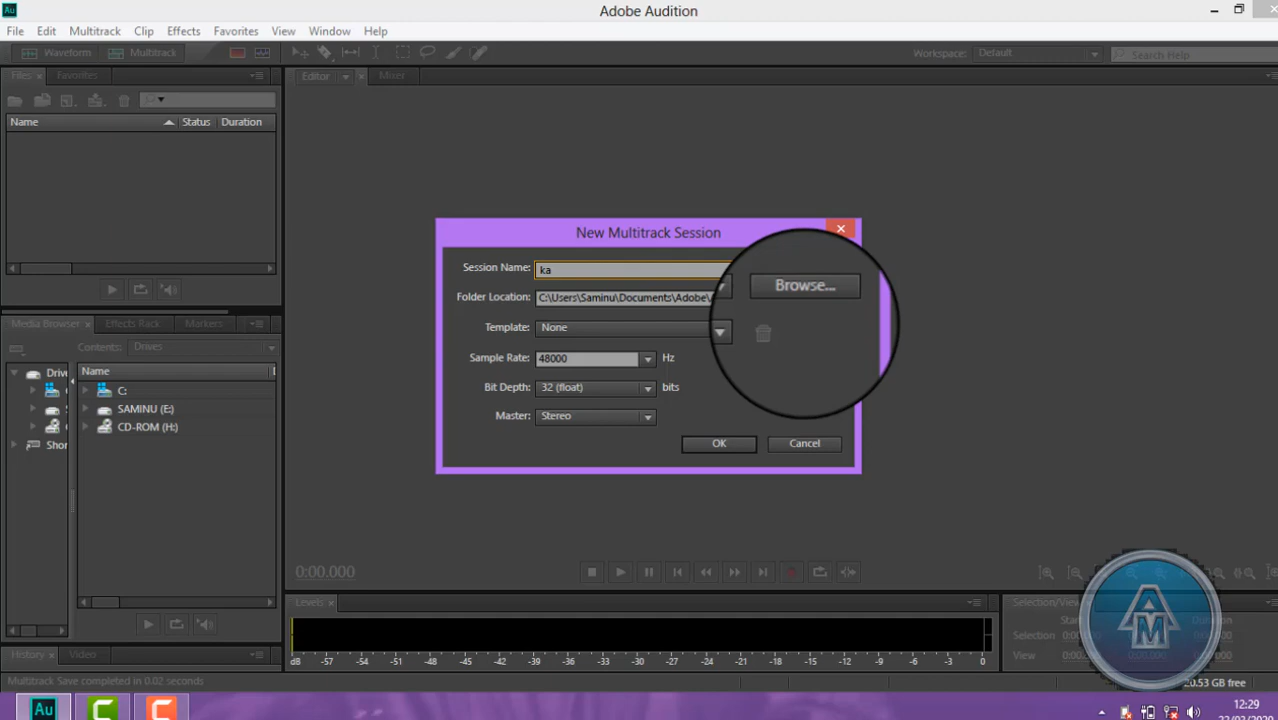 Au
Adobe Audition
File Edit Multitrack Clip Effects Favorites View Window Help
Waveform Multitrack Workspace: Default Search Help
Files Favorites Editor Mixer
Name Status Duration
New Multitrack Session
Session Name: ka
Browse...
Folder Location: C:\Users\Saminu\Documents\Adobe\
Template: None
Sample Rate: 48000 Hz
Bit Depth: 32 (float) bits
Master: Stereo
OK Cancel
Media Browser Effects Rack Markers
Contents: Drives
Name
C:
SAMINU (E:)
CD-ROM (H:)
0:00.000
Levels
dB -57 -54 -51 -48 -45 -42 -39 -36 -33 -30 -27 -24 -21 -18 -15 -12 -9 -6 -3 0
Selection
View
M
History Video
Multitrack Save completed in 0.02 seconds
Au
12:29